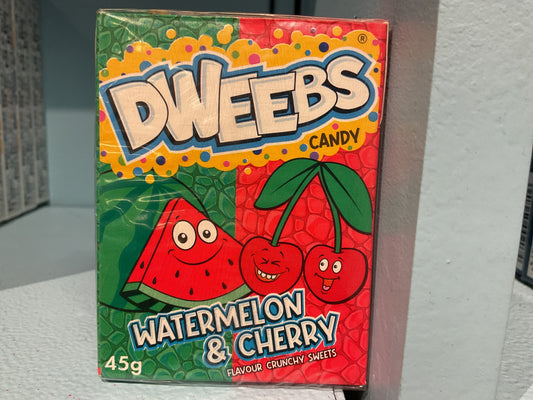 DWEEBS
®
CANDY
WATERMELON
& CHERRY
FLAVOUR CRUNCHY SWEETS
45g